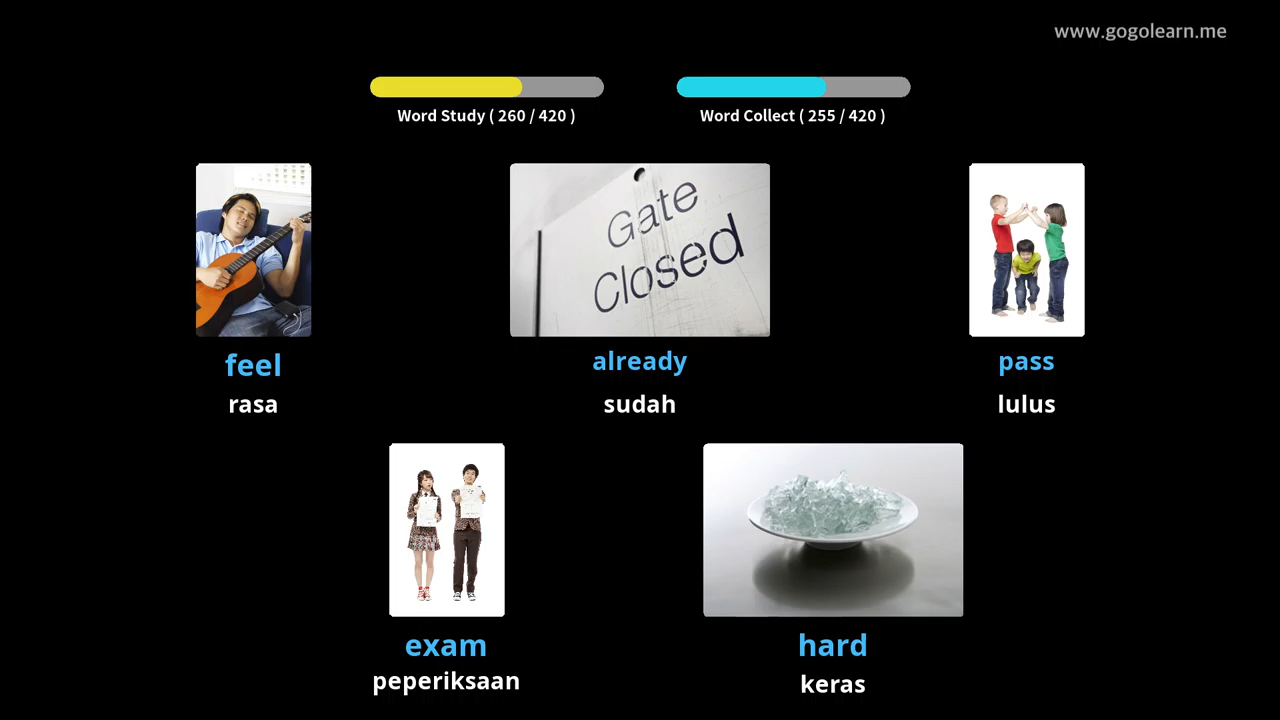 www.gogolearn.me
Word Study ( 260 / 420 )
Word Collect ( 255 / 420 )
Gate
Closed
feel
already
pass
rasa
sudah
lulus
exam
hard
peperiksaan
keras